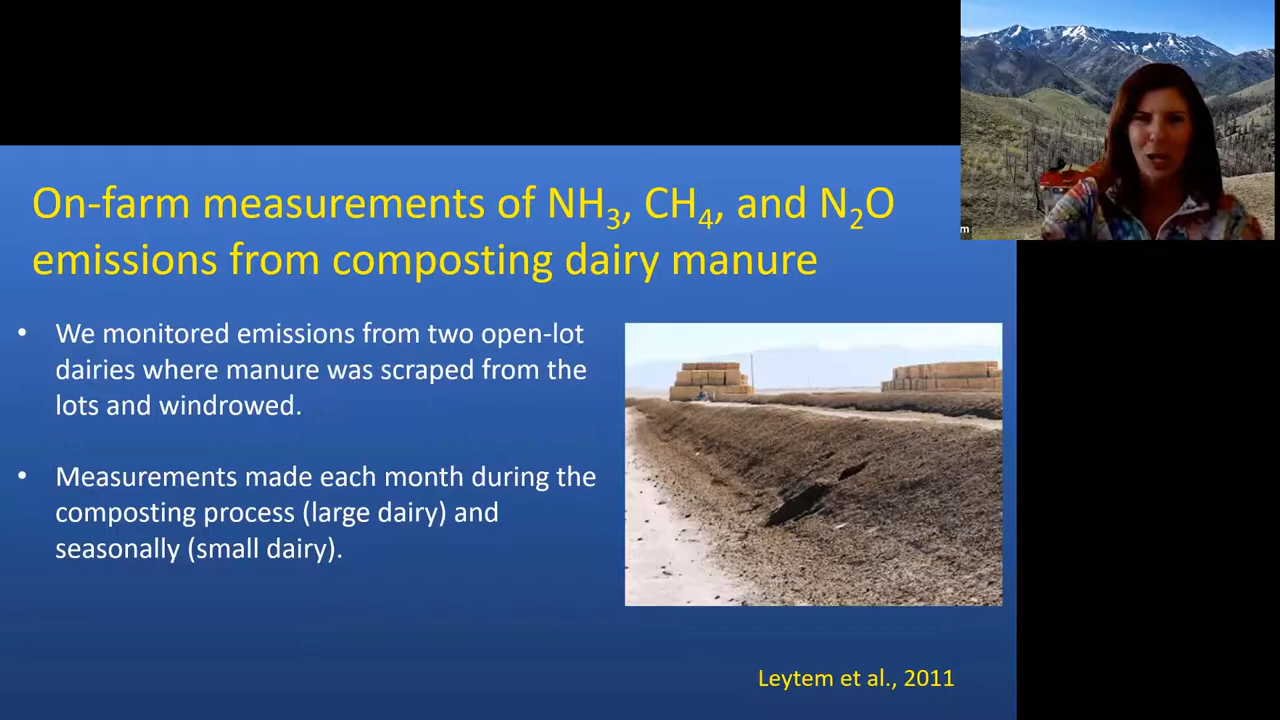 On-farm measurements of NH₃, CH₄, and N₂O
emissions from composting dairy manure
• We monitored emissions from two open-lot
dairies where manure was scraped from the
lots and windrowed.
• Measurements made each month during the
composting process (large dairy) and
seasonally (small dairy).
Leytem et al., 2011